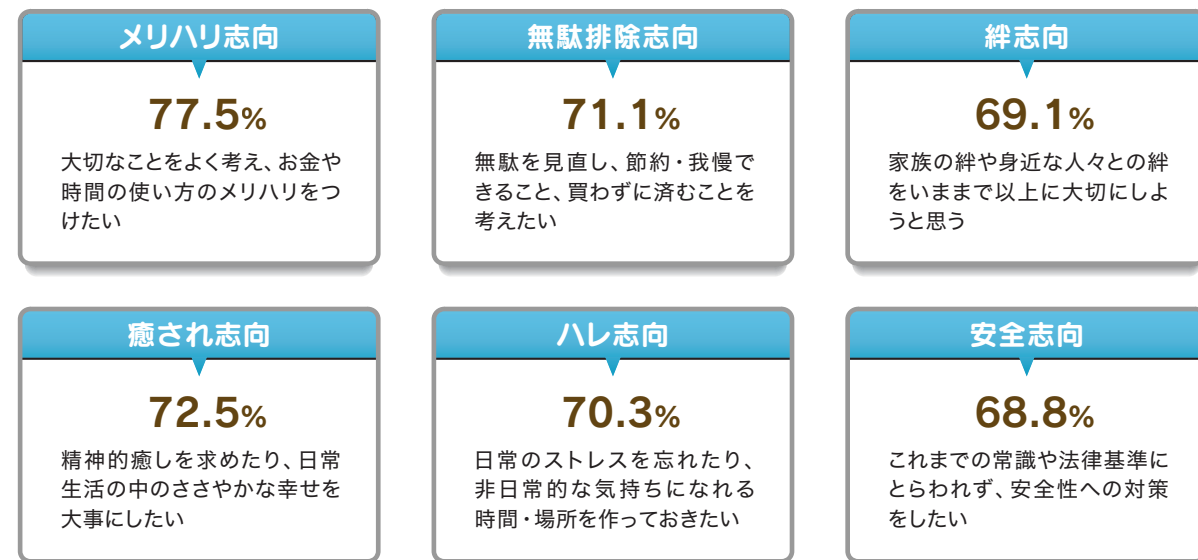 メリハリ志向
77.5%
大切なことをよく考え、お金や
時間の使い方のメリハリをつ
けたい
無駄排除志向
71.1%
無駄を見直し、節約・我慢で
きること、買わずに済むことを
考えたい
絆志向
69.1%
家族の絆や身近な人々との絆
をいままで以上に大切にしよ
うと思う
癒され志向
72.5%
精神的癒しを求めたり、日常
生活の中のささやかな幸せを
大事にしたい
ハレ志向
70.3%
日常のストレスを忘れたり、
非日常的な気持ちになれる
時間・場所を作っておきたい
安全志向
68.8%
これまでの常識や法律基準に
とらわれず、安全性への対策
をしたい